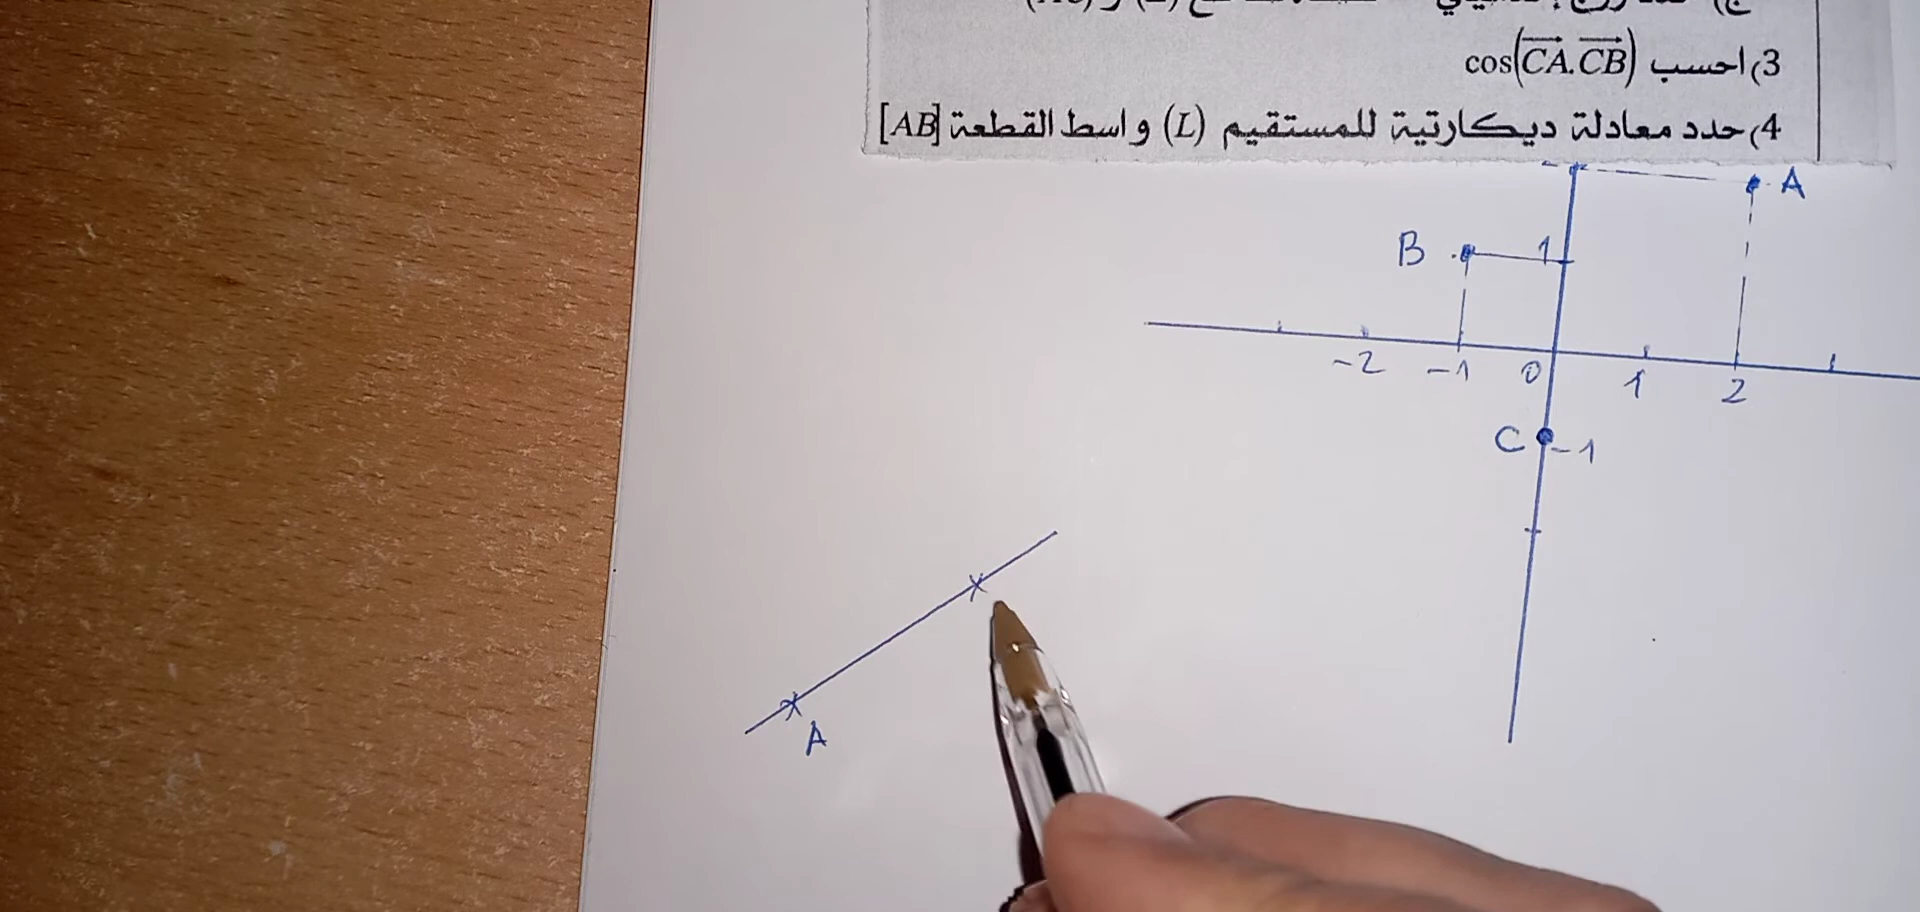 (L) و (AC)
3) احسب cos(CA.CB)
4) حدد معادلة ديكارتية للمستقيم (L) واسط القطعة [AB]
A
B 1
-2 -1 0 1 2
C -1
A